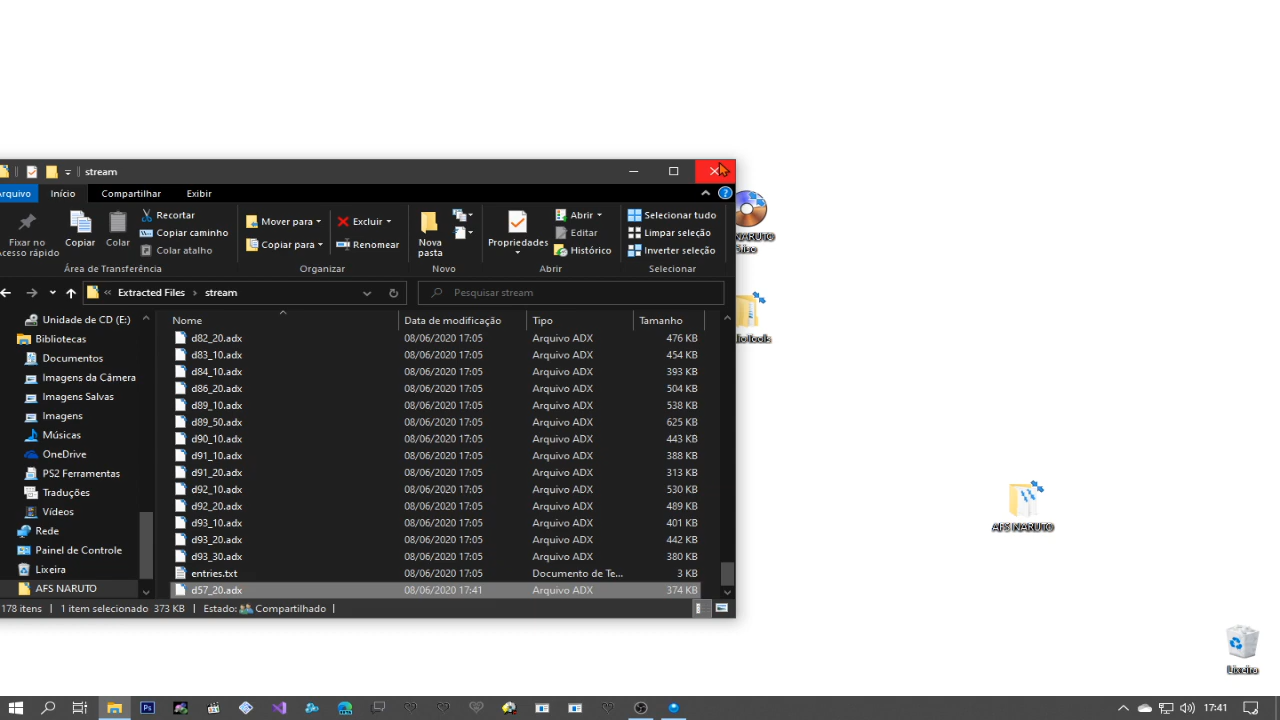 stream
Arquivo Início Compartilhar Exibir
Fixar no
Acesso rápido
Copiar
Colar
Recortar
Copiar caminho
Copiar atalho
Área de Transferência
Mover para
Copiar para
Excluir
Renomear
Organizar
Nova
pasta
Novo
Propriedades
Abrir
Editar
Histórico
Abrir
Selecionar tudo
Limpar seleção
Inverter seleção
Selecionar
Extracted Files stream
Pesquisar stream
Unidade de CD (E:)
Bibliotecas
Documentos
Imagens da Câmera
Imagens Salvas
Imagens
Músicas
OneDrive
PS2 Ferramentas
Traduções
Vídeos
Rede
Painel de Controle
Lixeira
AFS NARUTO
Nome Data de modificação Tipo Tamanho
d82_20.adx 08/06/2020 17:05 Arquivo ADX 476 KB
d83_10.adx 08/06/2020 17:05 Arquivo ADX 454 KB
d84_10.adx 08/06/2020 17:05 Arquivo ADX 393 KB
d86_20.adx 08/06/2020 17:05 Arquivo ADX 504 KB
d89_10.adx 08/06/2020 17:05 Arquivo ADX 538 KB
d89_50.adx 08/06/2020 17:05 Arquivo ADX 625 KB
d90_10.adx 08/06/2020 17:05 Arquivo ADX 443 KB
d91_10.adx 08/06/2020 17:05 Arquivo ADX 388 KB
d91_20.adx 08/06/2020 17:05 Arquivo ADX 313 KB
d92_10.adx 08/06/2020 17:05 Arquivo ADX 530 KB
d92_20.adx 08/06/2020 17:05 Arquivo ADX 489 KB
d93_10.adx 08/06/2020 17:05 Arquivo ADX 401 KB
d93_20.adx 08/06/2020 17:05 Arquivo ADX 442 KB
d93_30.adx 08/06/2020 17:05 Arquivo ADX 380 KB
entries.txt 08/06/2020 17:05 Documento de Te... 3 KB
d57_20.adx 08/06/2020 17:41 Arquivo ADX 374 KB
178 itens 1 item selecionado 373 KB Estado: Compartilhado
NARUTO
AFS NARUTO
Lixeira
Ps
17:41